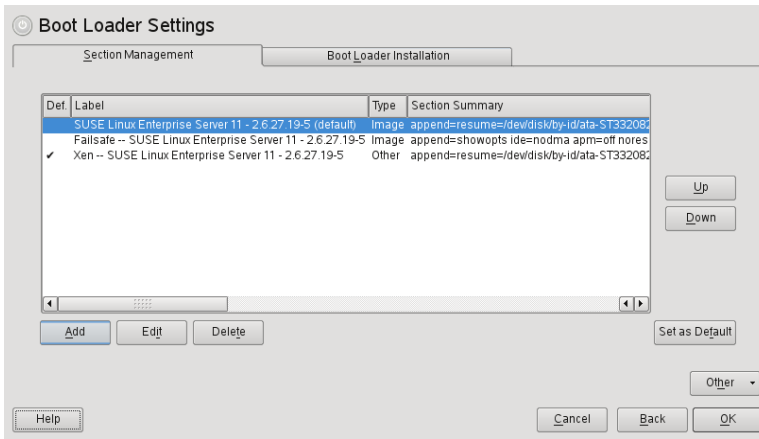 Boot Loader Settings
Section Management
Boot Loader Installation
Def. Label Type Section Summary
SUSE Linux Enterprise Server 11 - 2.6.27.19-5 (default) Image append=resume=/dev/disk/by-id/ata-ST332082
Failsafe -- SUSE Linux Enterprise Server 11 - 2.6.27.19-5 Image append=showopts ide=nodma apm=off nores
✔ Xen -- SUSE Linux Enterprise Server 11 - 2.6.27.19-5 Other append=resume=/dev/disk/by-id/ata-ST332082
Up
Down
Add Edit Delete Set as Default
Other
Help Cancel Back OK